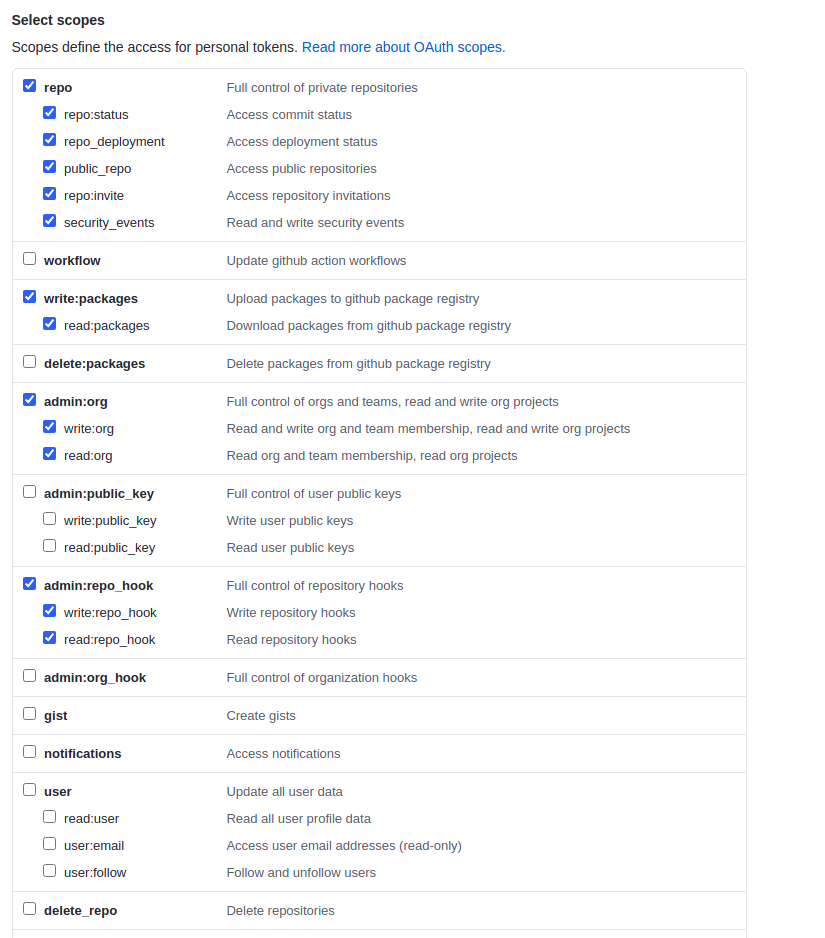 Select scopes
Scopes define the access for personal tokens. Read more about OAuth scopes.
repo Full control of private repositories
repo:status Access commit status
repo_deployment Access deployment status
public_repo Access public repositories
repo:invite Access repository invitations
security_events Read and write security events
workflow Update github action workflows
write:packages Upload packages to github package registry
read:packages Download packages from github package registry
delete:packages Delete packages from github package registry
admin:org Full control of orgs and teams, read and write org projects
write:org Read and write org and team membership, read and write org projects
read:org Read org and team membership, read org projects
admin:public_key Full control of user public keys
write:public_key Write user public keys
read:public_key Read user public keys
admin:repo_hook Full control of repository hooks
write:repo_hook Write repository hooks
read:repo_hook Read repository hooks
admin:org_hook Full control of organization hooks
gist Create gists
notifications Access notifications
user Update all user data
read:user Read all user profile data
user:email Access user email addresses (read-only)
user:follow Follow and unfollow users
delete_repo Delete repositories